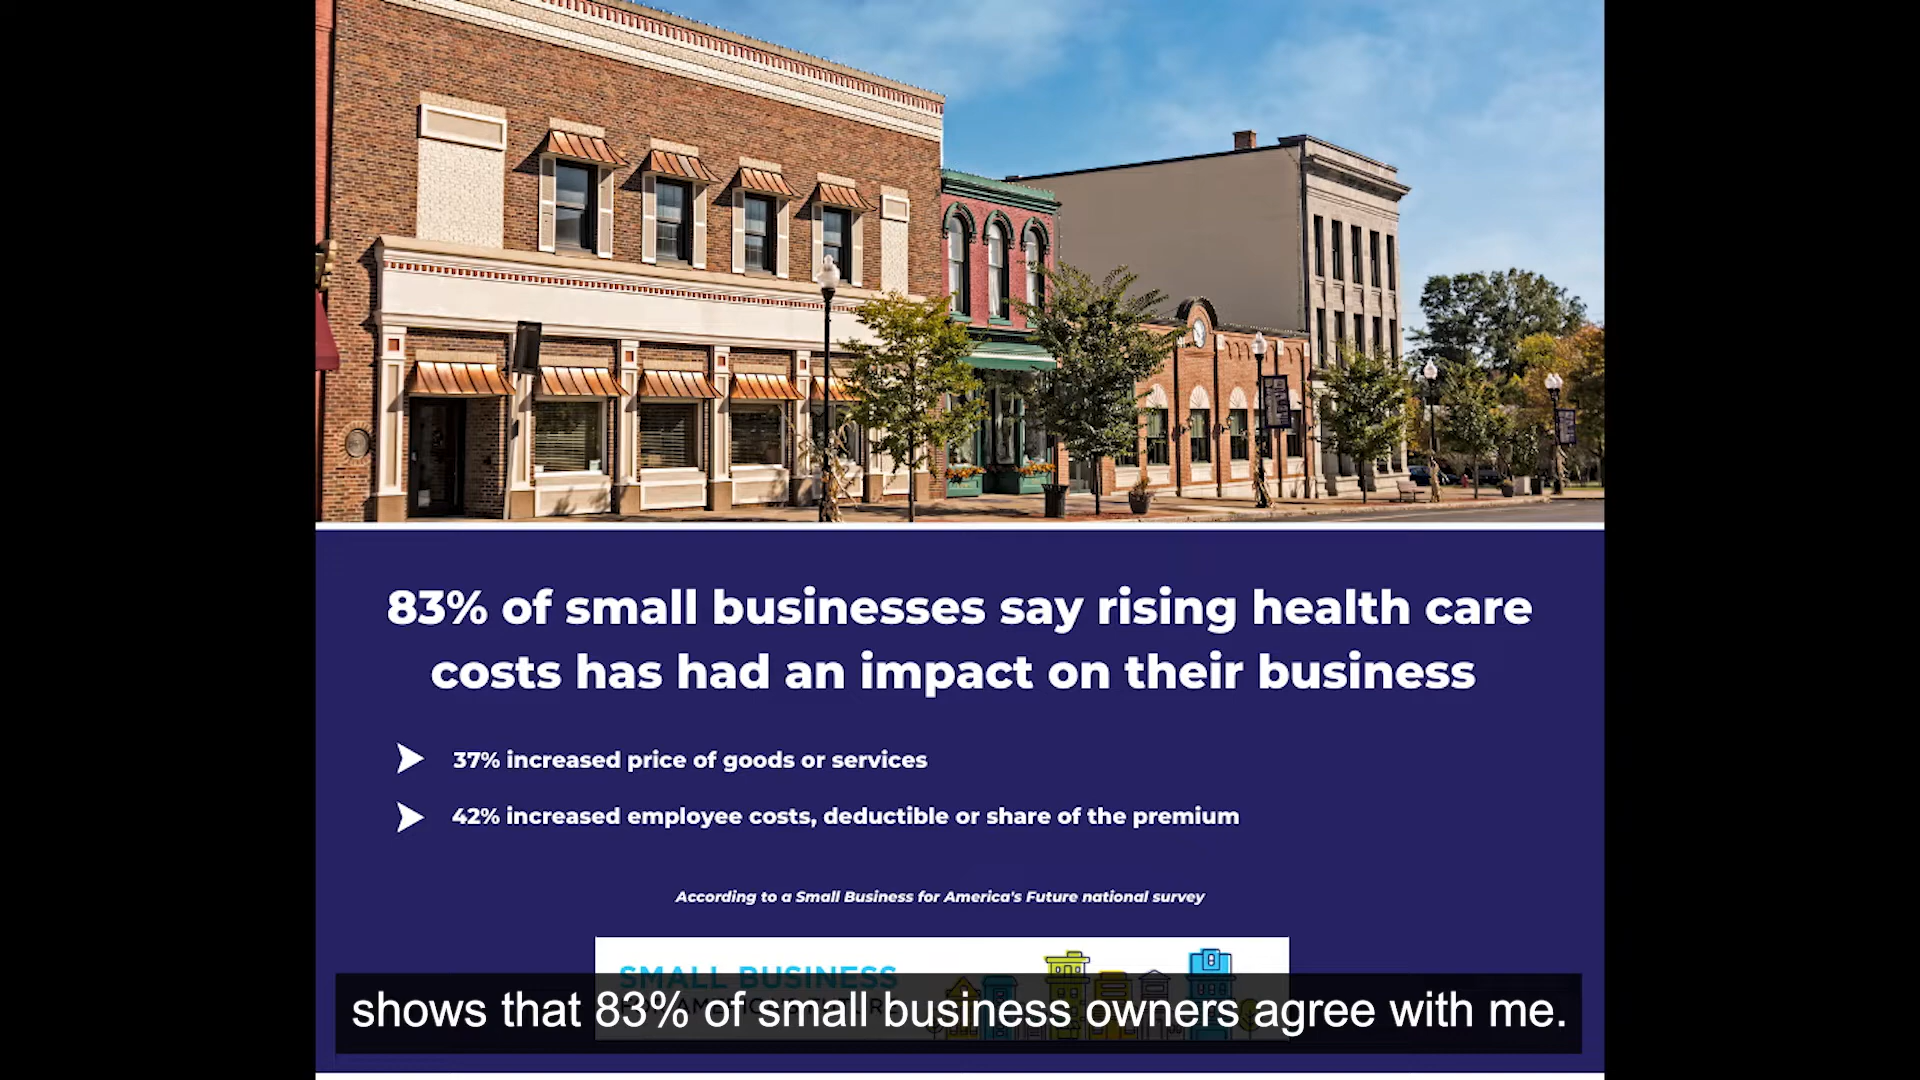 83% of small businesses say rising health care
costs has had an impact on their business
37% increased price of goods or services
42% increased employee costs, deductible or share of the premium
According to a Small Business for America's Future national survey
SMALL BUSINESS
shows that 83% of small business owners agree with me.